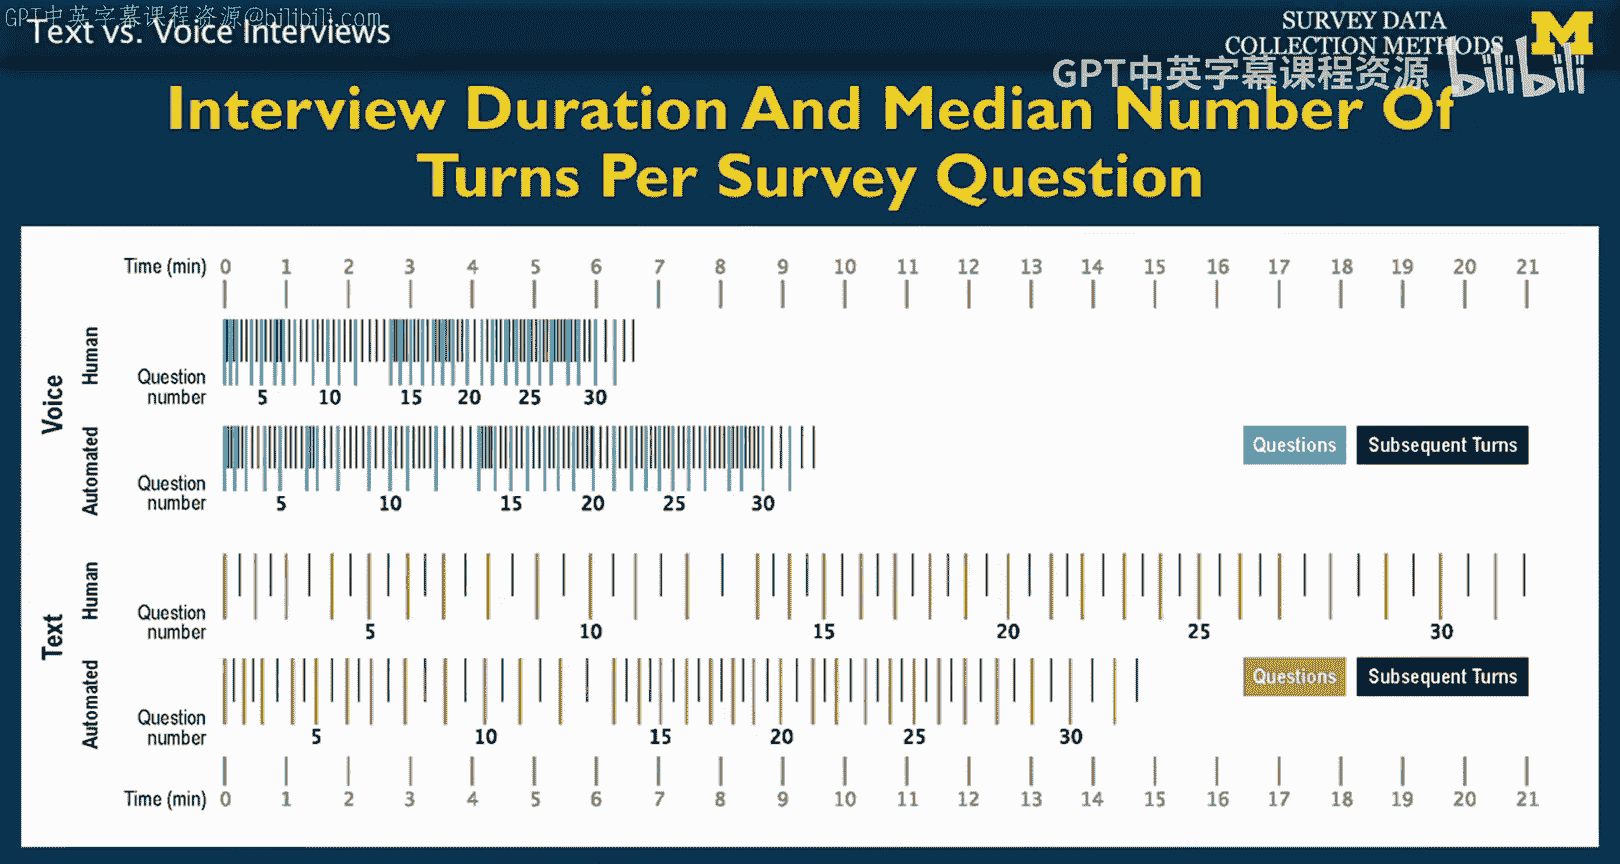 GPT中英字幕课程资源@bilibili.com
Text vs. Voice Interviews
SURVEY DATA
COLLECTION METHODS
M
GPT中英字幕课程资源 bilibili
Interview Duration And Median Number Of
Turns Per Survey Question
Time (min) 0 1 2 3 4 5 6 7 8 9 10 11 12 13 14 15 16 17 18 19 20 21
Voice
Human
Question
number
5 10 15 20 25 30
Automated
Question
number
5 10 15 20 25 30
Questions Subsequent Turns
Text
Human
Question
number
5 10 15 20 25 30
Automated
Question
number
5 10 15 20 25 30
Questions Subsequent Turns
Time (min) 0 1 2 3 4 5 6 7 8 9 10 11 12 13 14 15 16 17 18 19 20 21